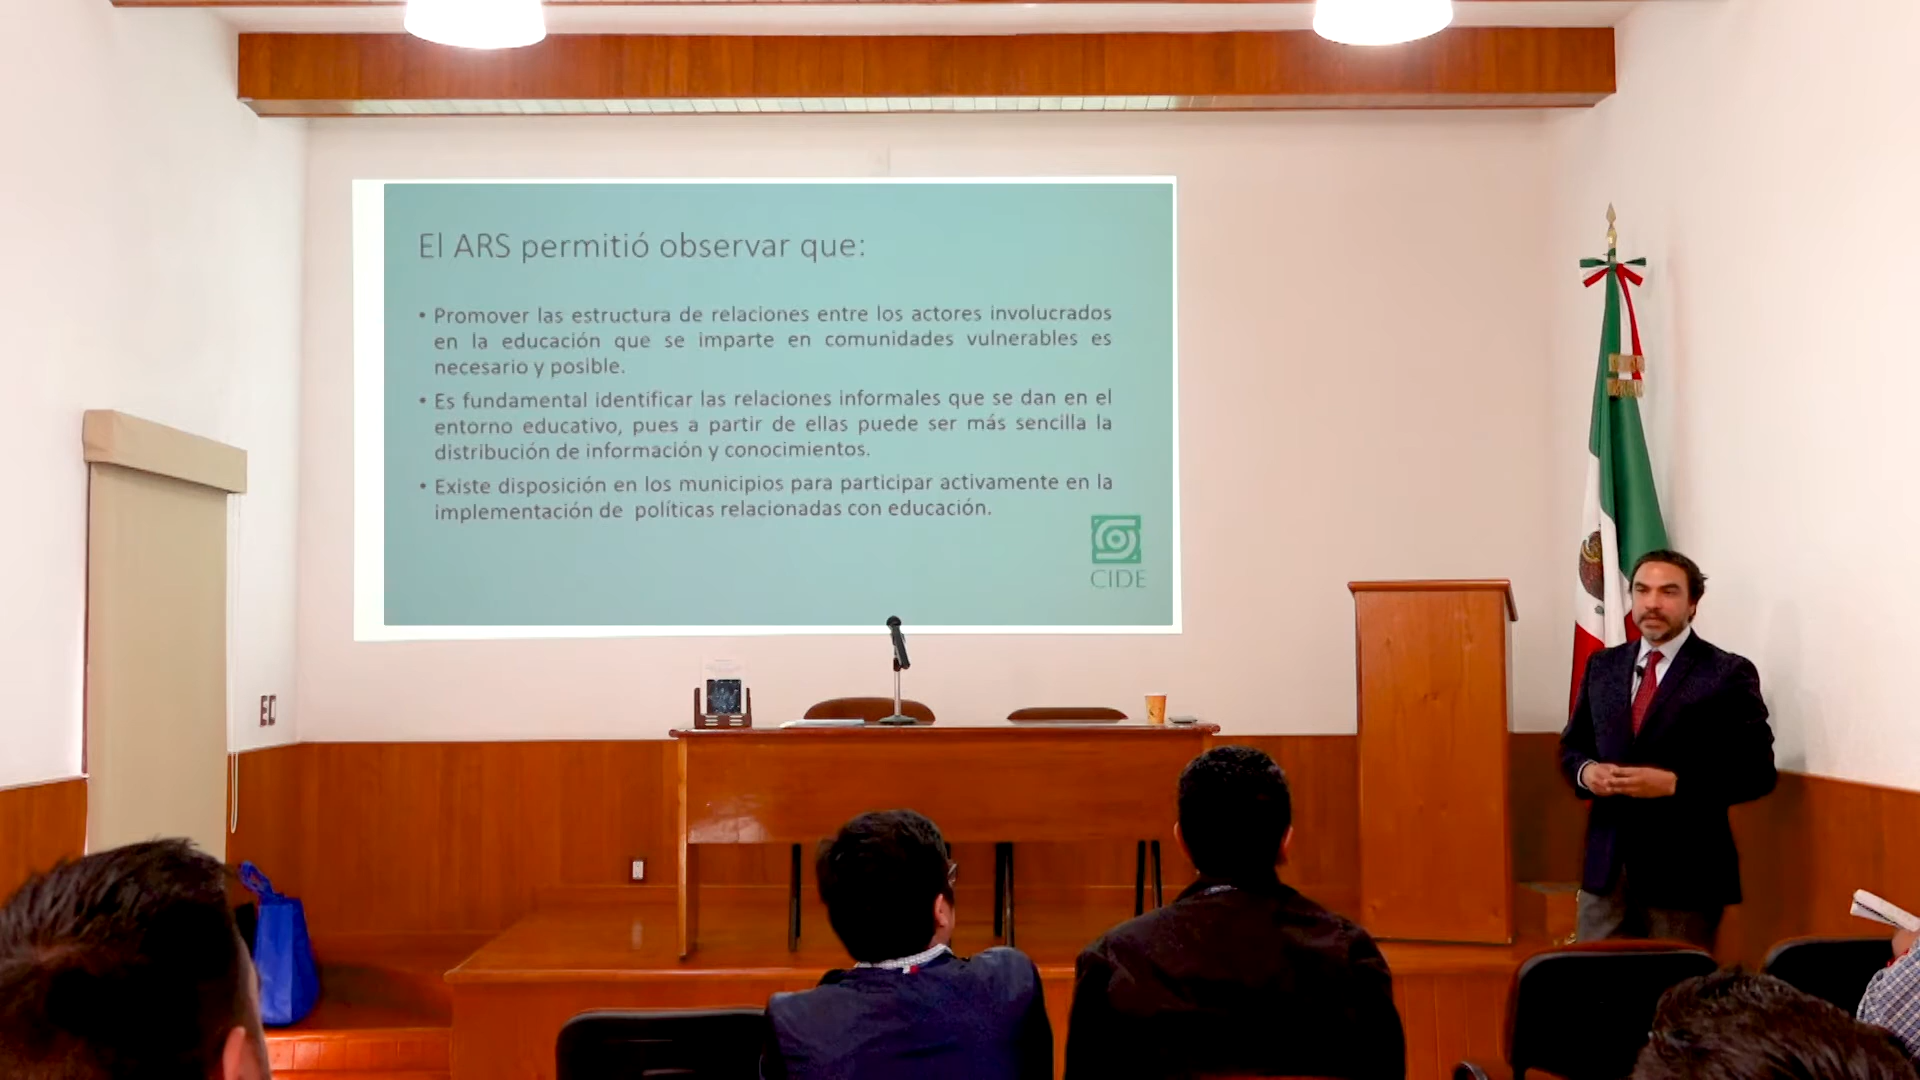 El ARS permitió observar que:
• Promover las estructura de relaciones entre los actores involucrados
en la educación que se imparte en comunidades vulnerables es
necesario y posible.
• Es fundamental identificar las relaciones informales que se dan en el
entorno educativo, pues a partir de ellas puede ser más sencilla la
distribución de información y conocimientos.
• Existe disposición en los municipios para participar activamente en la
implementación de políticas relacionadas con educación.
CIDE